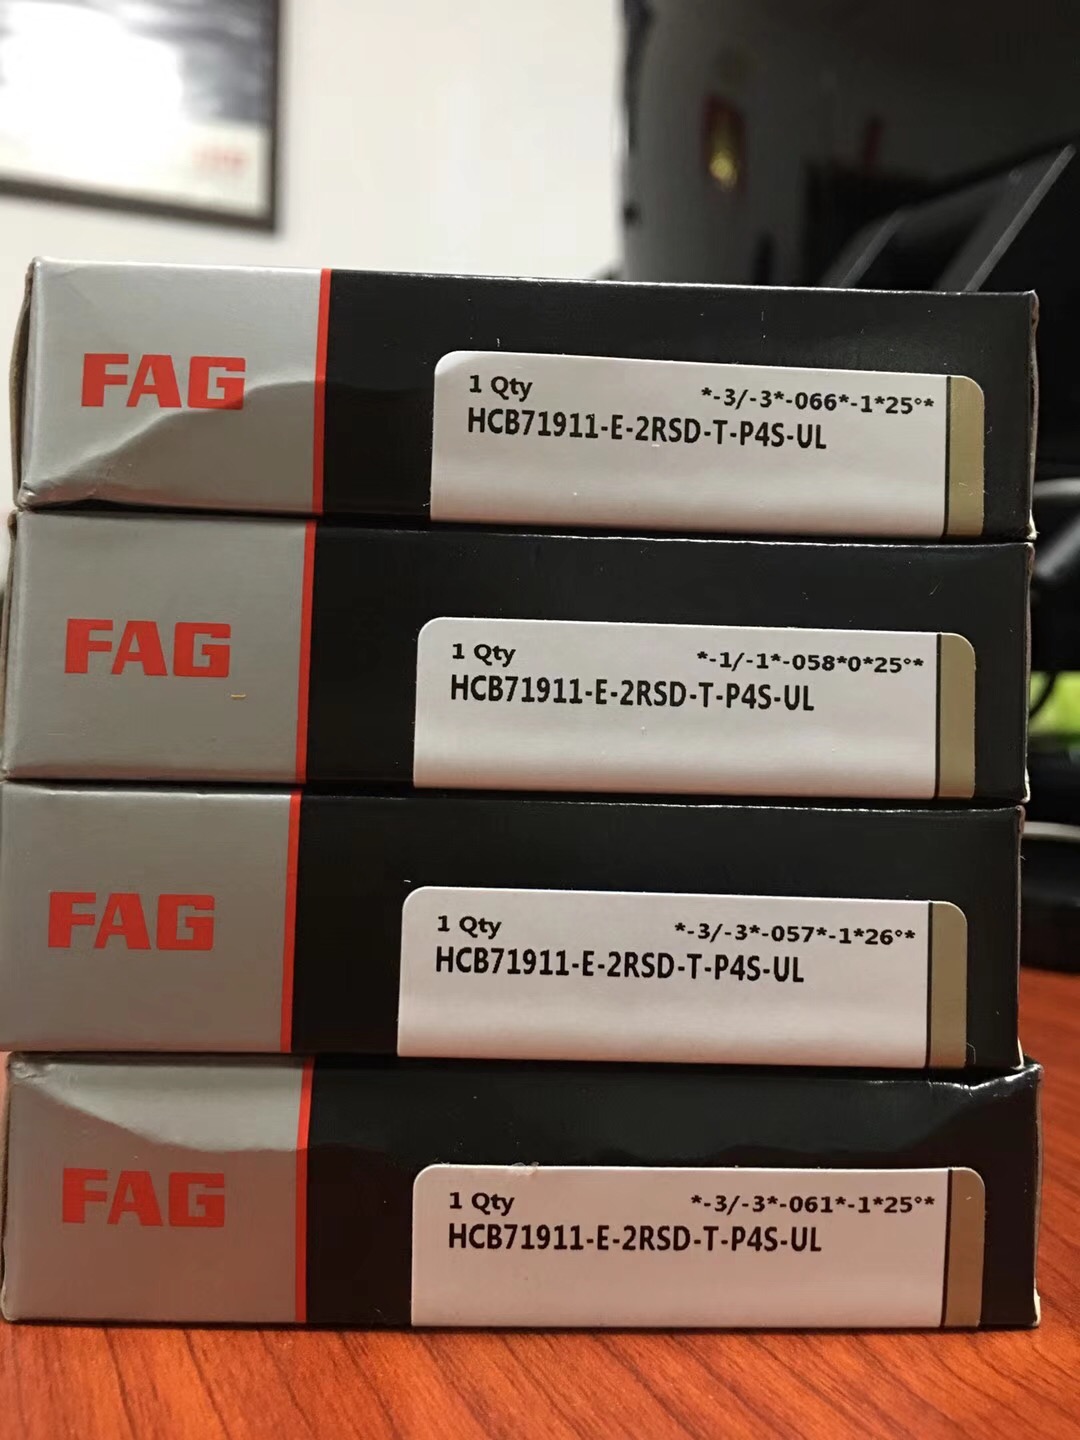 FAG
1 Qty *-3/-3*-066*-1*25°*
HCB71911-E-2RSD-T-P4S-UL
FAG
1 Qty *-1/-1*-058*0*25°*
HCB71911-E-2RSD-T-P4S-UL
FAG
1 Qty *-3/-3*-057*-1*26°*
HCB71911-E-2RSD-T-P4S-UL
FAG
1 Qty *-3/-3*-061*-1*25°*
HCB71911-E-2RSD-T-P4S-UL